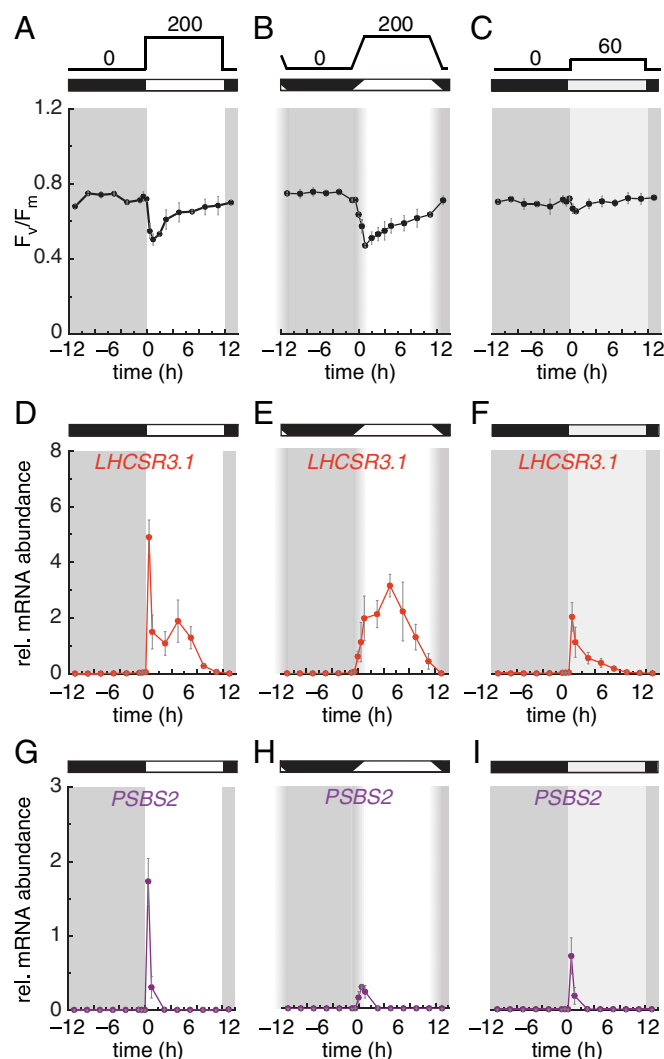 A B C
0 200 0 200 0 60
1.2
0.8
0.4
0
Fv/Fm
−12 −6 0 6 12 −12 −6 0 6 12 −12 −6 0 6 12
time (h) time (h) time (h)
D E F
LHCSR3.1 LHCSR3.1 LHCSR3.1
8
6
4
2
0
rel. mRNA abundance
−12 −6 0 6 12 −12 −6 0 6 12 −12 −6 0 6 12
time (h) time (h) time (h)
G H I
PSBS2 PSBS2 PSBS2
3
2
1
0
rel. mRNA abundance
−12 −6 0 6 12 −12 −6 0 6 12 −12 −6 0 6 12
time (h) time (h) time (h)